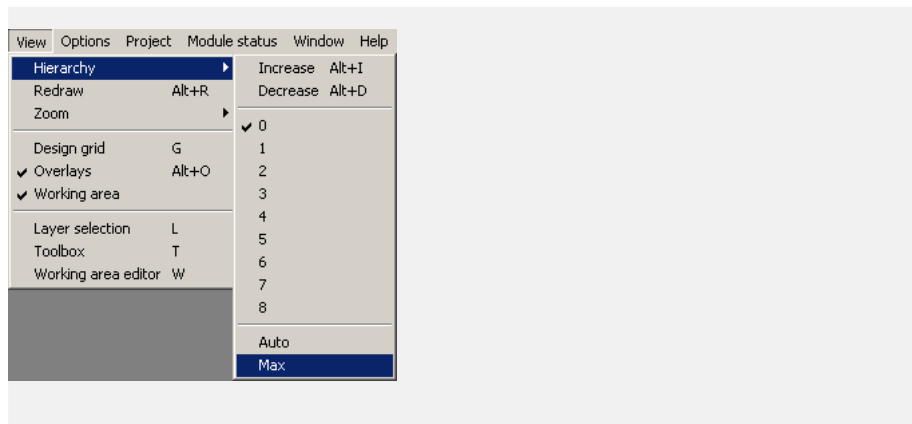 View Options Project Module status Window Help
Hierarchy
Redraw Alt+R
Zoom
Design grid G
Overlays Alt+O
Working area
Layer selection L
Toolbox T
Working area editor W
Increase Alt+I
Decrease Alt+D
0
1
2
3
4
5
6
7
8
Auto
Max